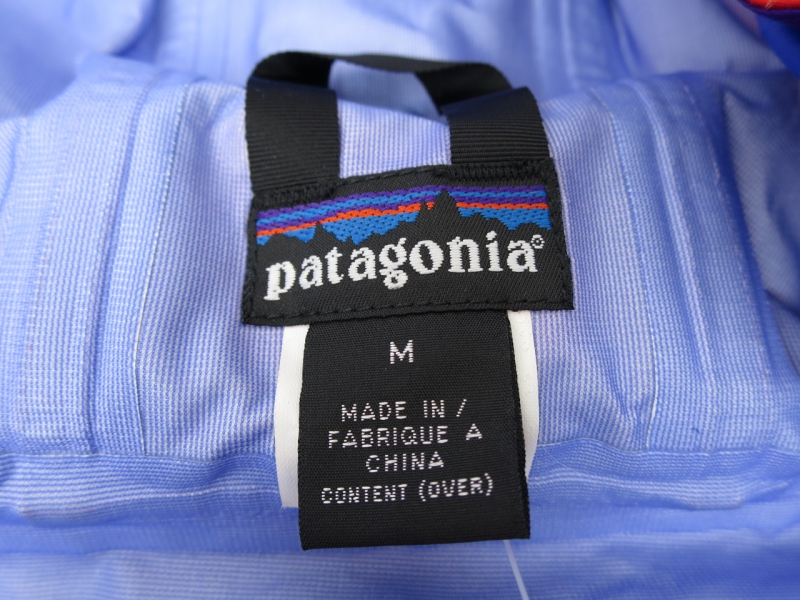 patagonia®
M
MADE IN /
FABRIQUE A
CHINA
CONTENT (OVER)